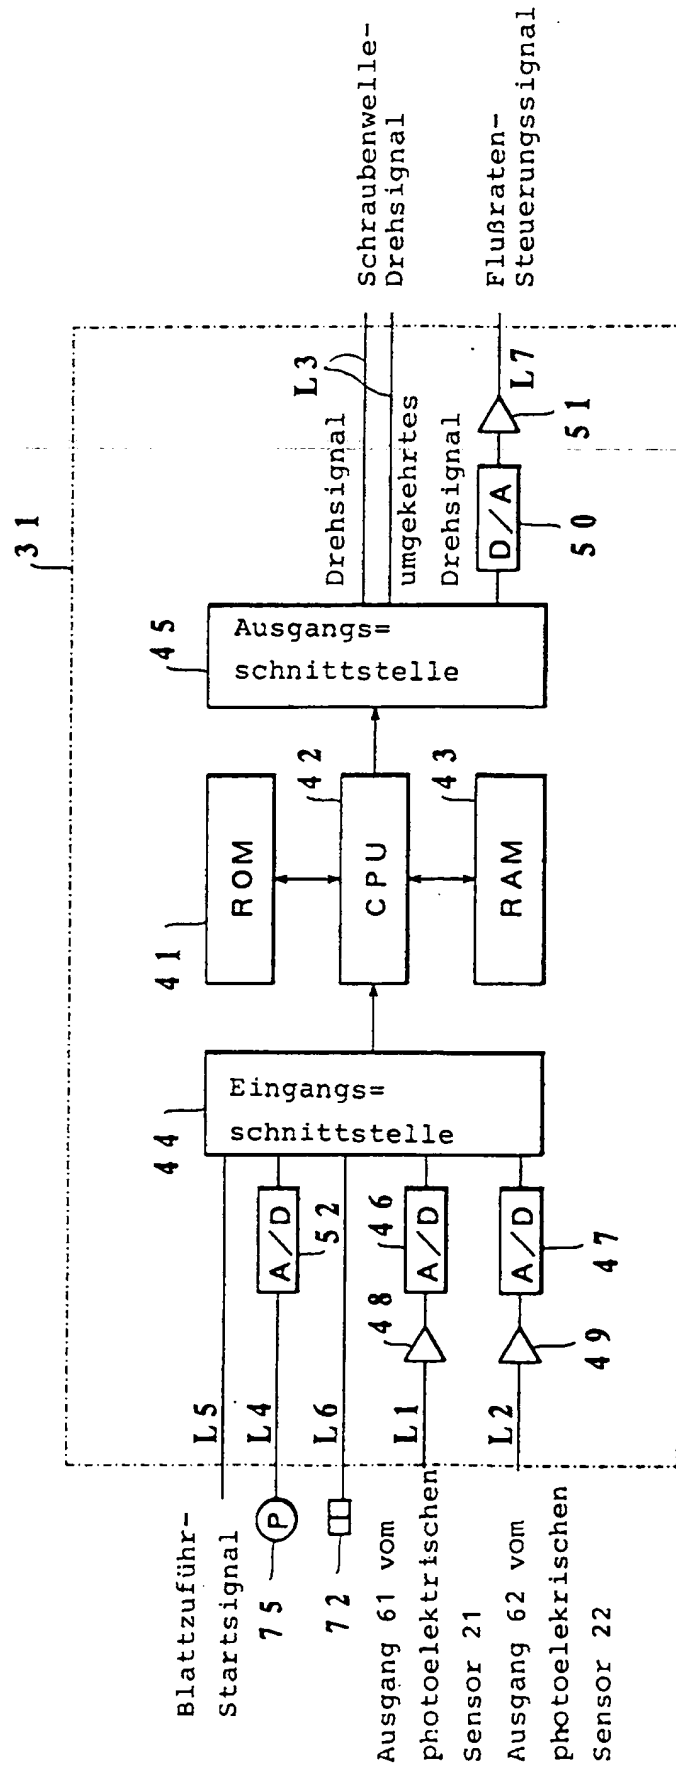 31
Blattzuführ-
Startsignal
75
P
72
Ausgang 61 vom
photoelektrischen
Sensor 21
Ausgang 62 vom
photoelekrischen
Sensor 22
L5
L4
L6
L1
L2
A/D
52
48
A/D
46
49
A/D
47
44
Eingangs=
schnittstelle
41
ROM
42
CPU
43
RAM
45
Ausgangs=
schnittstelle
Drehsignal
umgekehrtes
Drehsignal
L3
D/A
50
51
L7
Schraubenwelle-
Drehsignal
Flußraten-
Steuerungssignal